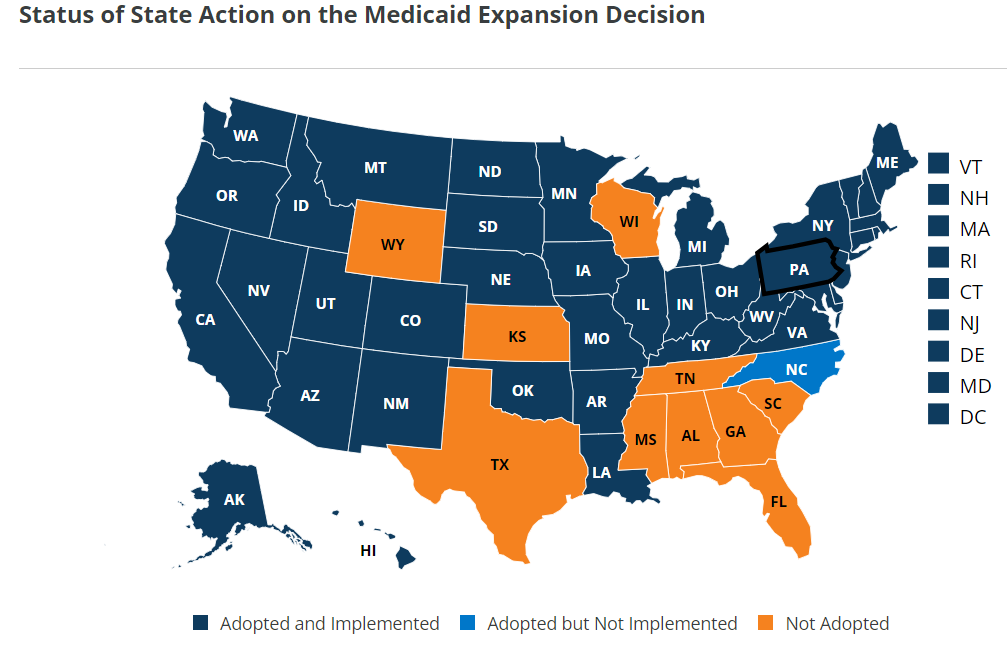 Status of State Action on the Medicaid Expansion Decision
WA
MT
ND
MN
ME
VT
OR
ID
SD
WI
NH
WY
MI
NY
MA
NV
UT
NE
IA
PA
RI
CA
CO
IL
IN
OH
CT
KS
MO
WV
VA
NJ
KY
AZ
NM
OK
AR
TN
NC
DE
SC
MD
TX
LA
MS
AL
GA
DC
AK
FL
HI
Adopted and Implemented Adopted but Not Implemented Not Adopted